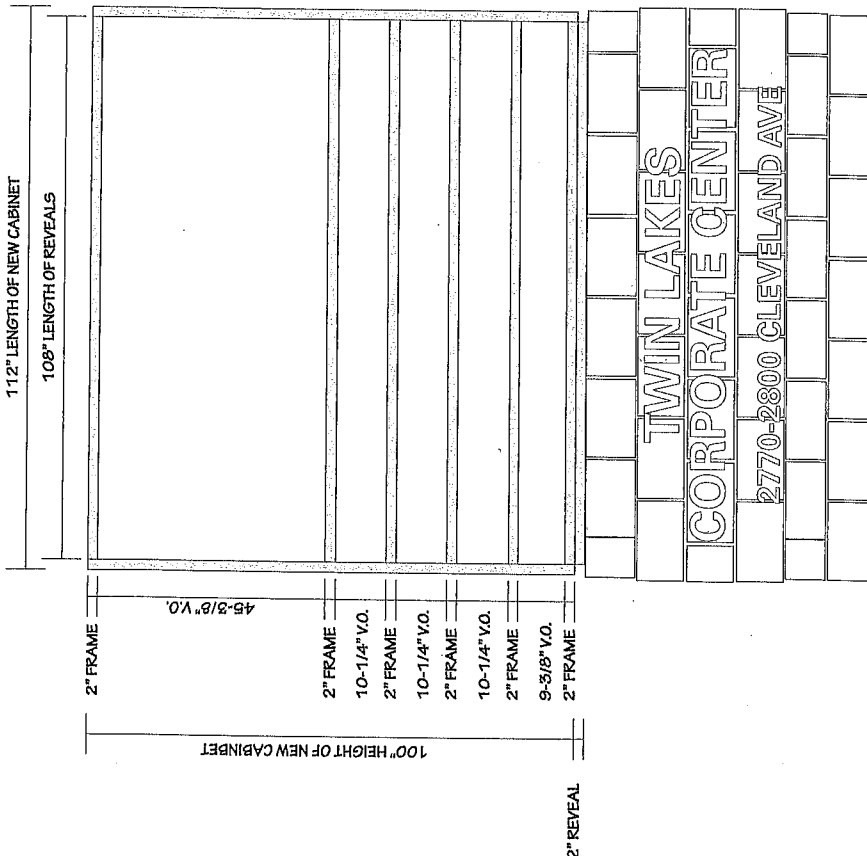 112" LENGTH OF NEW CABINET
108" LENGTH OF REVEALS
2" FRAME
45-3/8" V.O.
2" FRAME
10-1/4" V.O.
2" FRAME
10-1/4" V.O.
2" FRAME
10-1/4" V.O.
2" FRAME
9-3/8" V.O.
2" FRAME
100" HEIGHT OF NEW CABINBET
2" REVEAL
TWIN LAKES
CORPORATE CENTER
2770-2800 CLEVELAND AVE